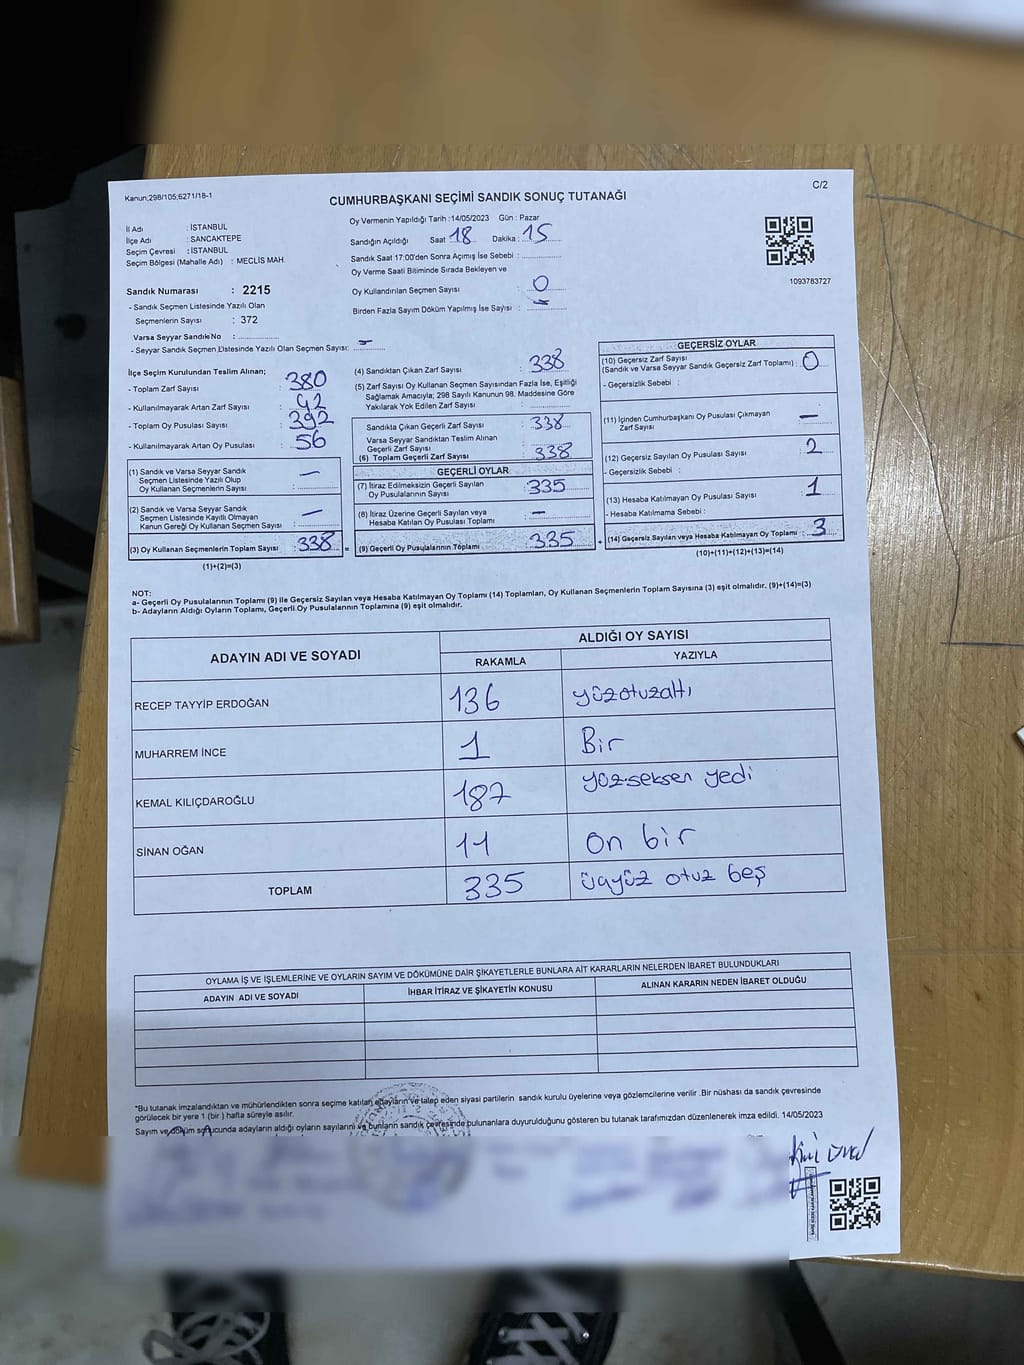 Kanun;298/105;6271/18-1
C/2
CUMHURBAŞKANI SEÇİMİ SANDIK SONUÇ TUTANAĞI
İl Adı : İSTANBUL
İlçe Adı : SANCAKTEPE
Seçim Çevresi : İSTANBUL
Seçim Bölgesi (Mahalle Adı) : MECLİS MAH.
Sandık Numarası : 2215
- Sandık Seçmen Listesinde Yazılı Olan
Seçmenlerin Sayısı : 372
Varsa Seyyar Sandık No :
- Seyyar Sandık Seçmen Listesinde Yazılı Olan Seçmen Sayısı: -
Oy Vermenin Yapıldığı Tarih :14/05/2023 Gün : Pazar
Sandığın Açıldığı Saat 18 Dakika : 15
Sandık Saat 17:00'den Sonra Açımış İse Sebebi :
Oy Verme Saati Bitiminde Sırada Bekleyen ve
Oy Kullandırılan Seçmen Sayısı : 0
Birden Fazla Sayım Döküm Yapılmış İse Sayısı : -
1093783727
İlçe Seçim Kurulundan Teslim Alınan;
- Toplam Zarf Sayısı : 380
- Kullanılmayarak Artan Zarf Sayısı : 42
- Toplam Oy Pusulası Sayısı : 392
- Kullanılmayarak Artan Oy Pusulası : 56
(1) Sandık ve Varsa Seyyar Sandık
Seçmen Listesinde Yazılı Olup
Oy Kullanan Seçmenlerin Sayısı : -
(2) Sandık ve Varsa Seyyar Sandık
Seçmen Listesinde Kayıtlı Olmayan
Kanun Gereği Oy Kullanan Seçmen Sayısı : -
(3) Oy Kullanan Seçmenlerin Toplam Sayısı : 338 =
(1)+(2)=(3)
(4) Sandıktan Çıkan Zarf Sayısı : 338
(5) Zarf Sayısı Oy Kullanan Seçmen Sayısından Fazla İse, Eşitliği
Sağlamak Amacıyla; 298 Sayılı Kanunun 98. Maddesine Göre
Yakılarak Yok Edilen Zarf Sayısı :
Sandıkta Çıkan Geçerli Zarf Sayısı : 338
Varsa Seyyar Sandıktan Teslim Alınan
Geçerli Zarf Sayısı :
(6) Toplam Geçerli Zarf Sayısı : 338
GEÇERLİ OYLAR
(7) İtiraz Edilmeksizin Geçerli Sayılan
Oy Pusulalarının Sayısı : 335
(8) İtiraz Üzerine Geçerli Sayılan veya
Hesaba Katılan Oy Pusulası Toplamı : -
(9) Geçerli Oy Pusulalarının Toplamı : 335 +
GEÇERSİZ OYLAR
(10) Geçersiz Zarf Sayısı
(Sandık ve Varsa Seyyar Sandık Geçersiz Zarf Toplamı) : 0
- Geçersizlik Sebebi :
(11) İçinden Cumhurbaşkanı Oy Pusulası Çıkmayan
Zarf Sayısı : -
(12) Geçersiz Sayılan Oy Pusulası Sayısı : 2
- Geçersizlik Sebebi :
(13) Hesaba Katılmayan Oy Pusulası Sayısı : 1
- Hesaba Katılmama Sebebi :
(14) Geçersiz Sayılan veya Hesaba Katılmayan Oy Toplamı : 3
(10)+(11)+(12)+(13)=(14)
NOT:
a- Geçerli Oy Pusulalarının Toplamı (9) ile Geçersiz Sayılan veya Hesaba Katılmayan Oy Toplamı (14) Toplamları, Oy Kullanan Seçmenlerin Toplam Sayısına (3) eşit olmalıdır. (9)+(14)=(3)
b- Adayların Aldığı Oyların Toplamı, Geçerli Oy Pusulalarının Toplamına (9) eşit olmalıdır.
ADAYIN ADI VE SOYADI
ALDIĞI OY SAYISI
RAKAMLA YAZIYLA
RECEP TAYYİP ERDOĞAN 136 yüzotuzaltı
MUHARREM İNCE 1 Bir
KEMAL KILIÇDAROĞLU 187 yüz seksen yedi
SİNAN OĞAN 11 on bir
TOPLAM 335 üçyüz otuz beş
OYLAMA İŞ VE İŞLEMLERİNE VE OYLARIN SAYIM VE DÖKÜMÜNE DAİR ŞİKAYETLERLE BUNLARA AİT KARARLARIN NELERDEN İBARET BULUNDUKLARI
ADAYIN ADI VE SOYADI İHBAR İTİRAZ VE ŞİKAYETİN KONUSU ALINAN KARARIN NEDEN İBARET OLDUĞU
*Bu tutanak imzalandıktan ve mühürlendikten sonra seçime katılan adayların ve talep eden siyasi partilerin sandık kurulu üyelerine veya gözlemcilerine verilir .Bir nüshası da sandık çevresinde
görülecek bir yere 1 (bir ) hafta süreyle asılır.
Sayım ve döküm sonucunda adayların aldığı oyların sayılarını ve bunların sandık çevresinde bulunanlara duyurulduğunu gösteren bu tutanak tarafımızdan düzenlenerek imza edildi. 14/05/2023